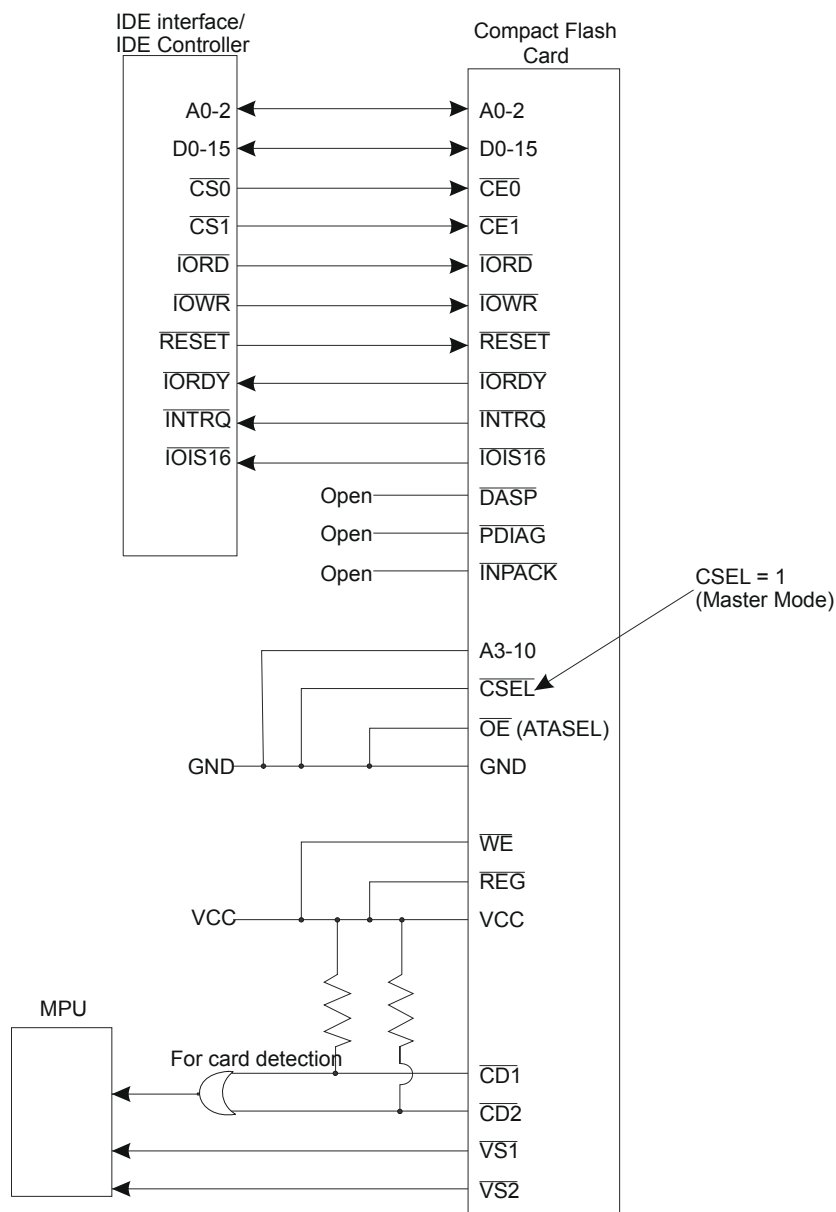 IDE interface/
IDE Controller
Compact Flash
Card
A0-2
A0-2
D0-15
D0-15
CS0
CE0
CS1
CE1
IORD
IORD
IOWR
IOWR
RESET
RESET
IORDY
IORDY
INTRQ
INTRQ
IOIS16
IOIS16
Open
DASP
Open
PDIAG
Open
INPACK
CSEL = 1
(Master Mode)
A3-10
CSEL
OE (ATASEL)
GND
GND
WE
REG
VCC
VCC
MPU
For card detection
CD1
CD2
VS1
VS2